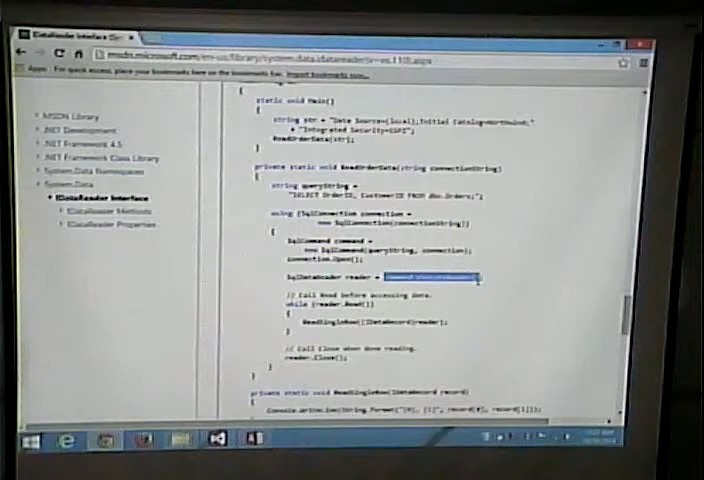 IDataReader Interface (
msdn.microsoft.com/en-us/library/system.data.idatareader(v=vs.110).aspx
Apps For quick access, place your bookmarks here on the bookmarks bar. Import bookmarks now...
MSDN Library
.NET Development
.NET Framework 4.5
.NET Framework Class Library
System.Data Namespaces
System.Data
IDataReader Interface
IDataReader Methods
IDataReader Properties
{
static void Main()
{
string str = "Data Source=(local);Initial Catalog=Northwind;"
+ "Integrated Security=SSPI";
ReadOrderData(str);
}
private static void ReadOrderData(string connectionString)
{
string queryString =
"SELECT OrderID, CustomerID FROM dbo.Orders;";
using (SqlConnection connection =
new SqlConnection(connectionString))
{
SqlCommand command =
new SqlCommand(queryString, connection);
connection.Open();
SqlDataReader reader = command.ExecuteReader();
// Call Read before accessing data.
while (reader.Read())
{
ReadSingleRow((IDataRecord)reader);
}
// Call Close when done reading.
reader.Close();
}
}
private static void ReadSingleRow(IDataRecord record)
{
Console.WriteLine(String.Format("{0}, {1}", record[0], record[1]));